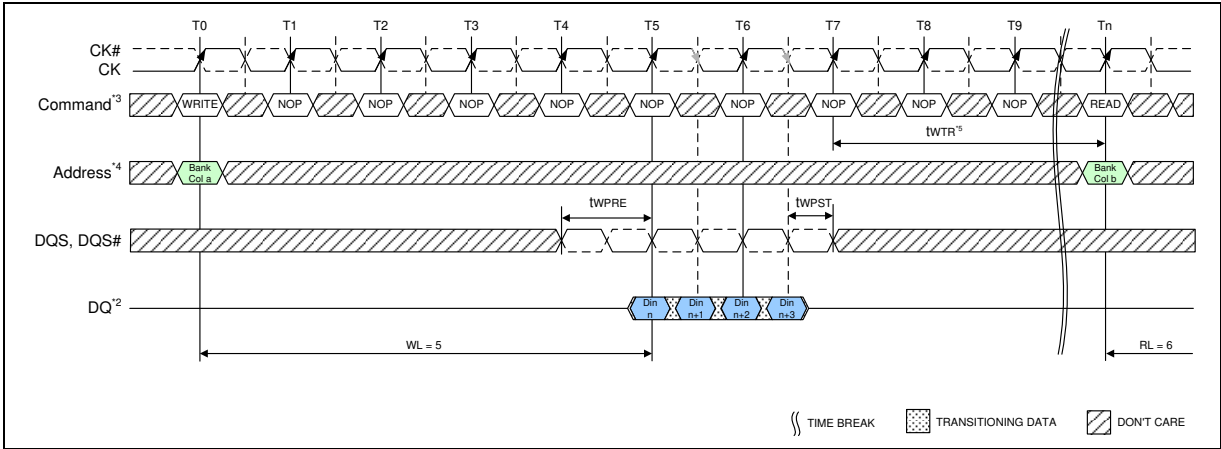 T0 T1 T2 T3 T4 T5 T6 T7 T8 T9 Tn
CK#
CK
Command*3 WRITE NOP NOP NOP NOP NOP NOP NOP NOP NOP READ
tWTR*5
Address*4 Bank Col a Bank Col b
tWPRE tWPST
DQS, DQS#
DQ*2 Din n Din n+1 Din n+2 Din n+3
WL = 5 RL = 6
TIME BREAK TRANSITIONING DATA DON'T CARE